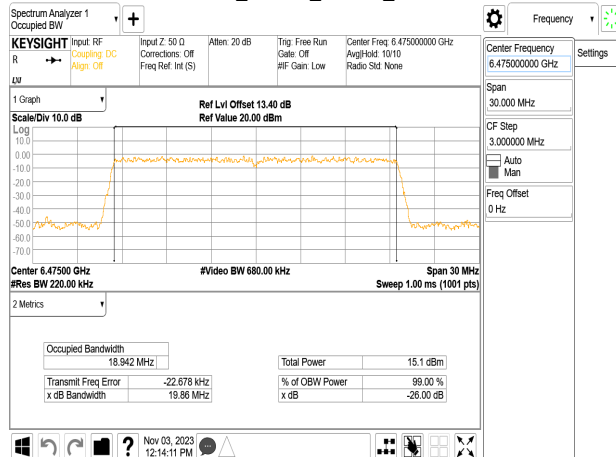 Spectrum Analyzer 1
Occupied BW
Frequency
KEYSIGHT
R
Input: RF
Coupling: DC
Align: Off
Input Z: 50 Ω
Corrections: Off
Freq Ref: Int (S)
Atten: 20 dB
Trig: Free Run
Gate: Off
#IF Gain: Low
Center Freq: 6.475000000 GHz
Avg|Hold: 10/10
Radio Std: None
Center Frequency
6.475000000 GHz
Settings
Span
30.000 MHz
CF Step
3.000000 MHz
Auto
Man
Freq Offset
0 Hz
1 Graph
Scale/Div 10.0 dB
Ref Lvl Offset 13.40 dB
Ref Value 20.00 dBm
Log
10.0
0.00
-10.0
-20.0
-30.0
-40.0
-50.0
-60.0
-70.0
Center 6.47500 GHz
#Res BW 220.00 kHz
#Video BW 680.00 kHz
Span 30 MHz
Sweep 1.00 ms (1001 pts)
2 Metrics
Occupied Bandwidth
18.942 MHz
Total Power 15.1 dBm
Transmit Freq Error -22.678 kHz
% of OBW Power 99.00 %
x dB Bandwidth 19.86 MHz
x dB -26.00 dB
?
Nov 03, 2023
12:14:11 PM